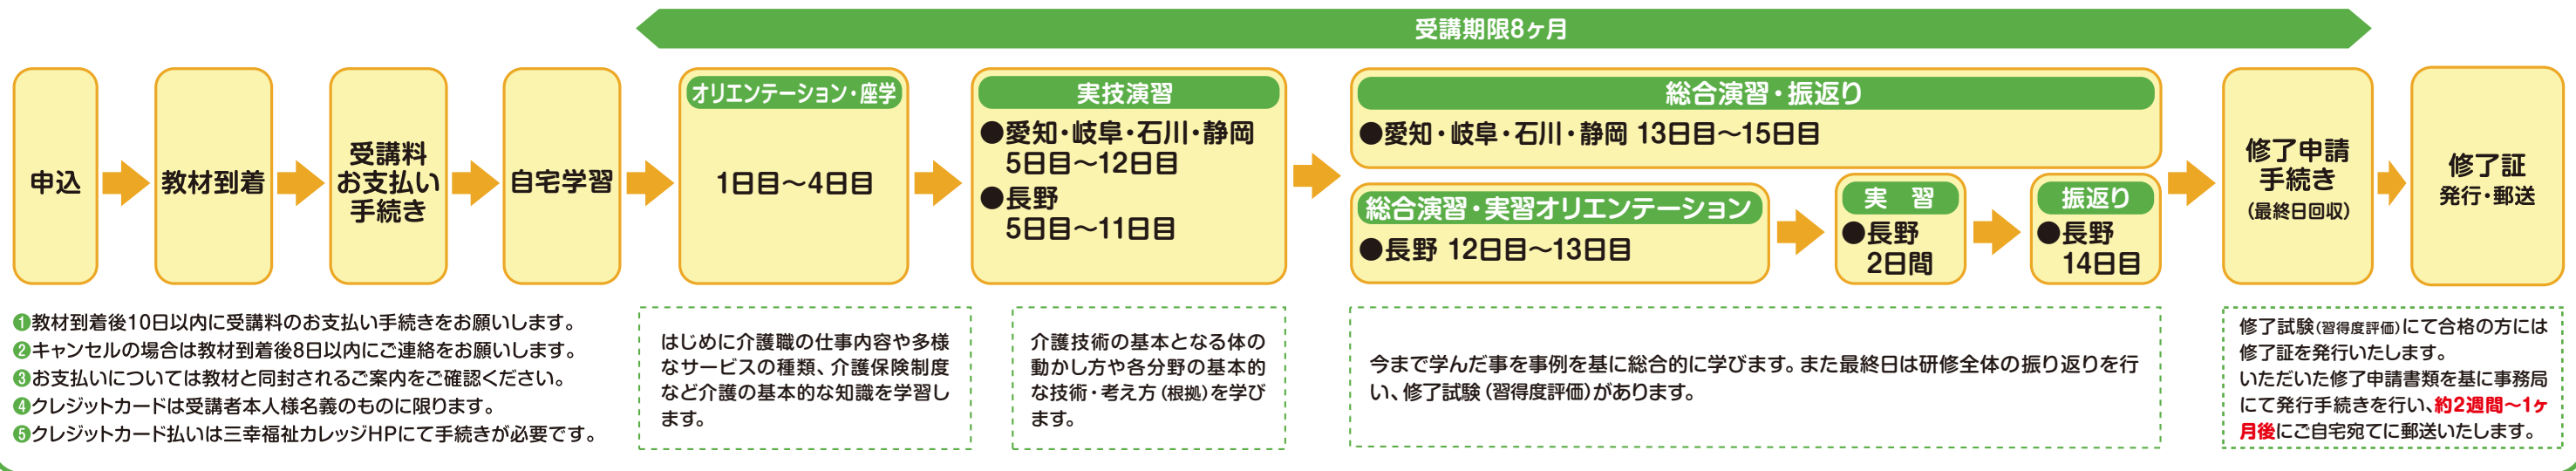 受講期限8ヶ月
申込
教材到着
受講料
お支払い
手続き
自宅学習
オリエンテーション・座学
1日目〜4日目
実技演習
●愛知・岐阜・石川・静岡
5日目〜12日目
●長野
5日目〜11日目
総合演習・振返り
●愛知・岐阜・石川・静岡 13日目〜15日目
総合演習・実習オリエンテーション
●長野 12日目〜13日目
実　習
●長野
2日間
振返り
●長野
14日目
修了申請
手続き
（最終日回収）
修了証
発行・郵送
❶教材到着後10日以内に受講料のお支払い手続きをお願いします。
❷キャンセルの場合は教材到着後8日以内にご連絡をお願いします。
❸お支払いについては教材と同封されるご案内をご確認ください。
❹クレジットカードは受講者本人様名義のものに限ります。
❺クレジットカード払いは三幸福祉カレッジHPにて手続きが必要です。
はじめに介護職の仕事内容や多様
なサービスの種類、介護保険制度
など介護の基本的な知識を学習し
ます。
介護技術の基本となる体の
動かし方や各分野の基本的
な技術・考え方（根拠）を学び
ます。
今まで学んだ事を事例を基に総合的に学びます。また最終日は研修全体の振り返りを行
い、修了試験（習得度評価）があります。
修了試験（習得度評価）にて合格の方には
修了証を発行いたします。
いただいた修了申請書類を基に事務局
にて発行手続きを行い、約2週間〜1ヶ
月後にご自宅宛てに郵送いたします。